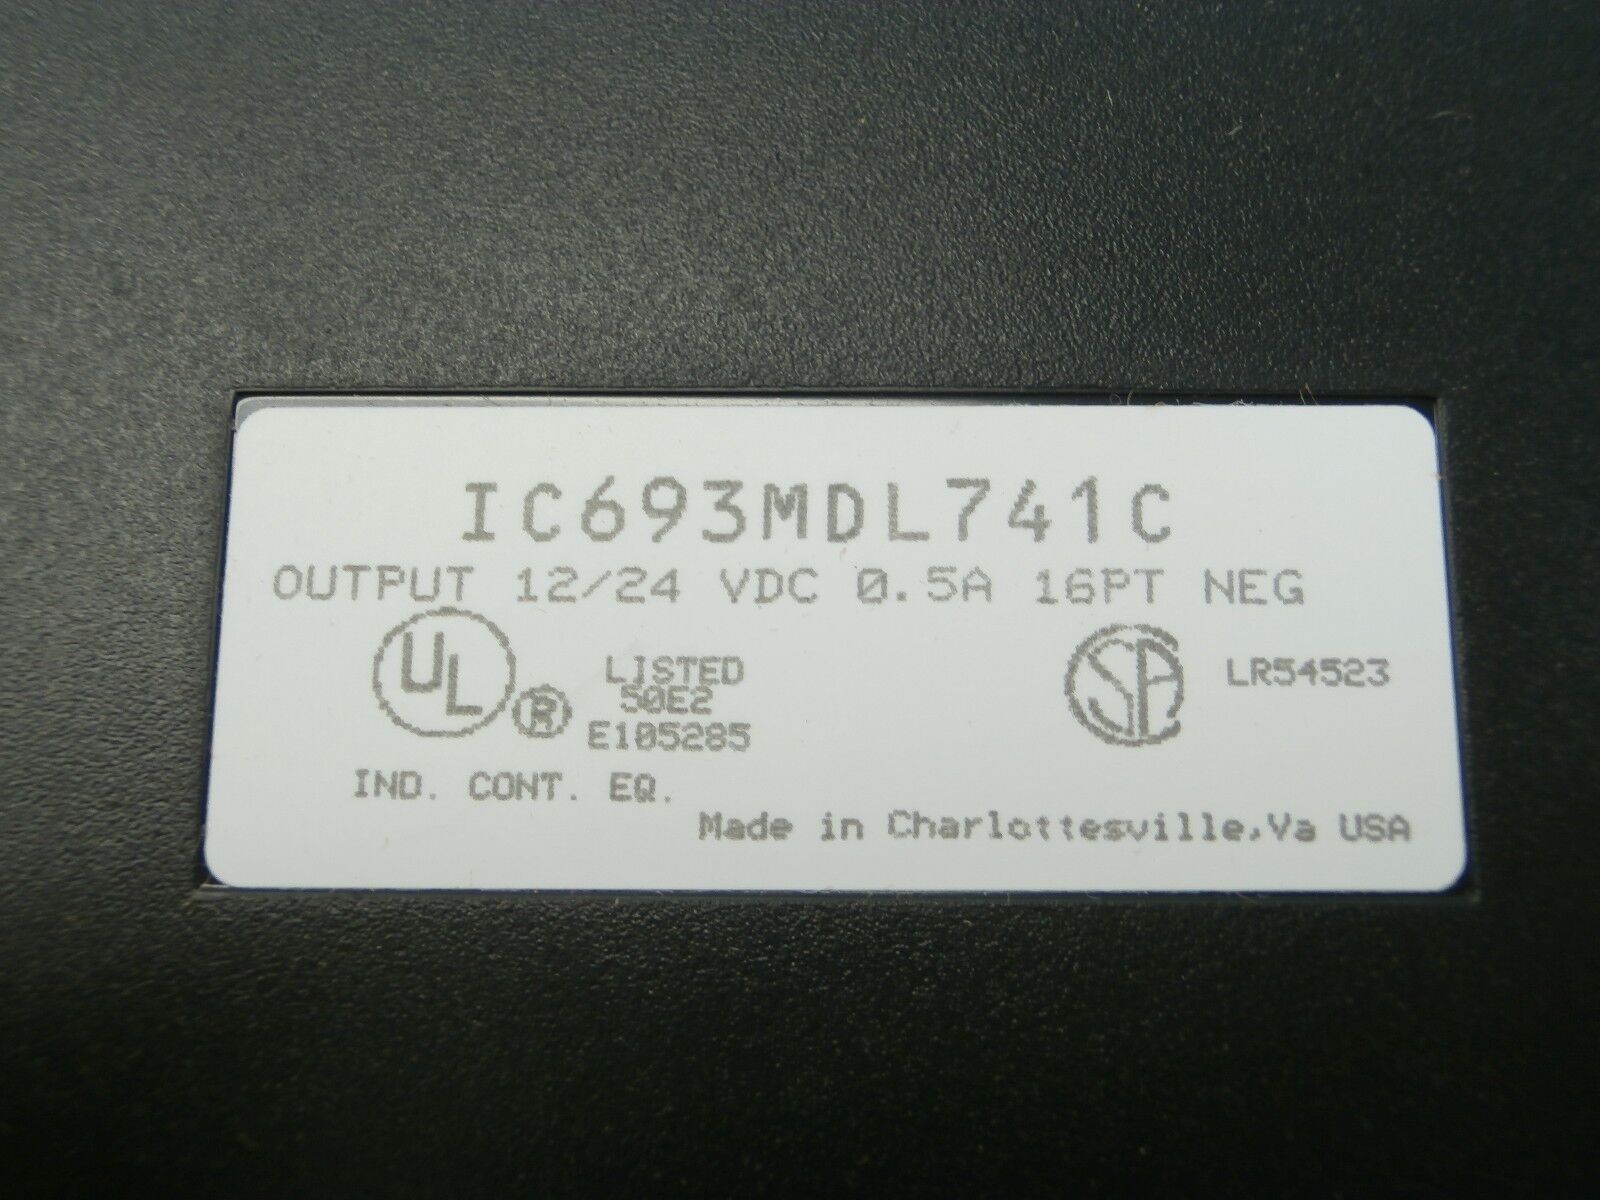 IC693MDL741C
OUTPUT 12/24 VDC 0.5A 16PT NEG
UL ® LISTED
50E2
E105285
SA LR54523
IND. CONT. EQ.
Made in Charlottesville,Va USA